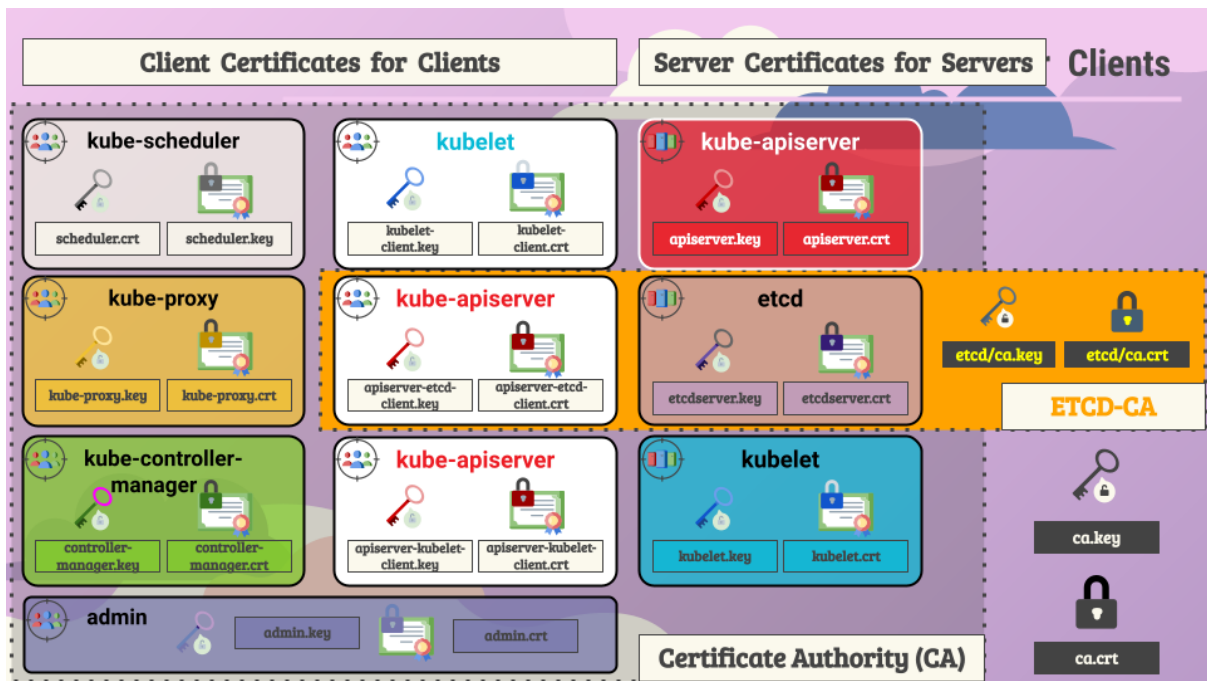 Client Certificates for Clients
Server Certificates for Servers
Clients
kube-scheduler
scheduler.crt
scheduler.key
kubelet
kubelet-
client.key
kubelet-
client.crt
kube-apiserver
apiserver.key
apiserver.crt
kube-proxy
kube-proxy.key
kube-proxy.crt
kube-apiserver
apiserver-etcd-
client.key
apiserver-etcd-
client.crt
etcd
etcdserver.key
etcdserver.crt
etcd/ca.key
etcd/ca.crt
ETCD-CA
kube-controller-
manager
controller-
manager.key
controller-
manager.crt
kube-apiserver
apiserver-kubelet-
client.key
apiserver-kubelet-
client.crt
kubelet
kubelet.key
kubelet.crt
ca.key
ca.crt
admin
admin.key
admin.crt
Certificate Authority (CA)